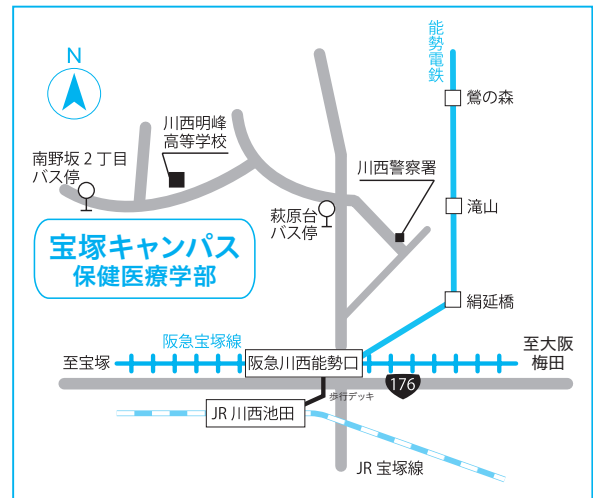 N
能勢電鉄
鶯の森
川西明峰
高等学校
南野坂２丁目
バス停
川西警察署
萩原台
バス停
滝山
宝塚キャンパス
保健医療学部
絹延橋
阪急宝塚線
至宝塚
阪急川西能勢口
至大阪
梅田
176
歩行デッキ
JR川西池田
JR宝塚線